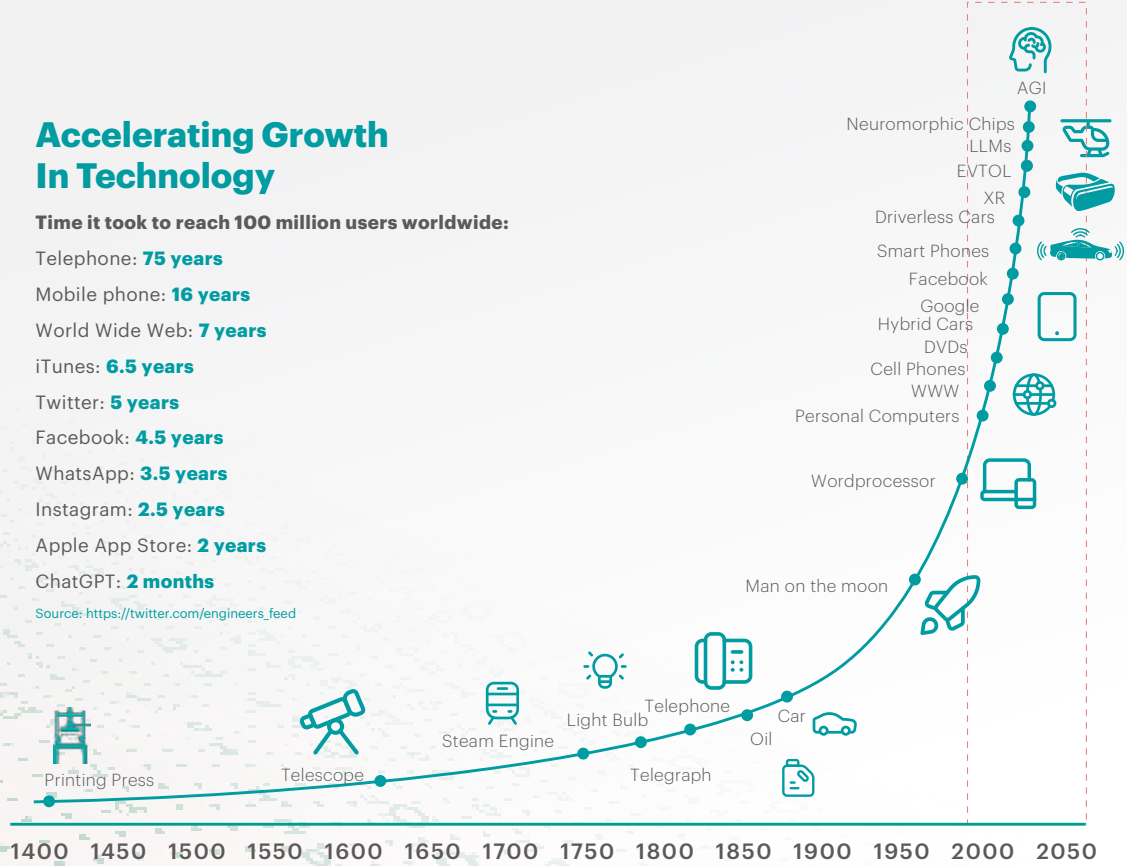 Accelerating Growth
In Technology
Time it took to reach 100 million users worldwide:
Telephone: 75 years
Mobile phone: 16 years
World Wide Web: 7 years
iTunes: 6.5 years
Twitter: 5 years
Facebook: 4.5 years
WhatsApp: 3.5 years
Instagram: 2.5 years
Apple App Store: 2 years
ChatGPT: 2 months
Source: https://twitter.com/engineers_feed
AGI
Neuromorphic Chips
LLMs
EVTOL
XR
Driverless Cars
Smart Phones
Facebook
Google
Hybrid Cars
DVDs
Cell Phones
WWW
Personal Computers
Wordprocessor
Man on the moon
Telephone
Car
Light Bulb
Oil
Steam Engine
Telegraph
Telescope
Printing Press
1400 1450 1500 1550 1600 1650 1700 1750 1800 1850 1900 1950 2000 2050